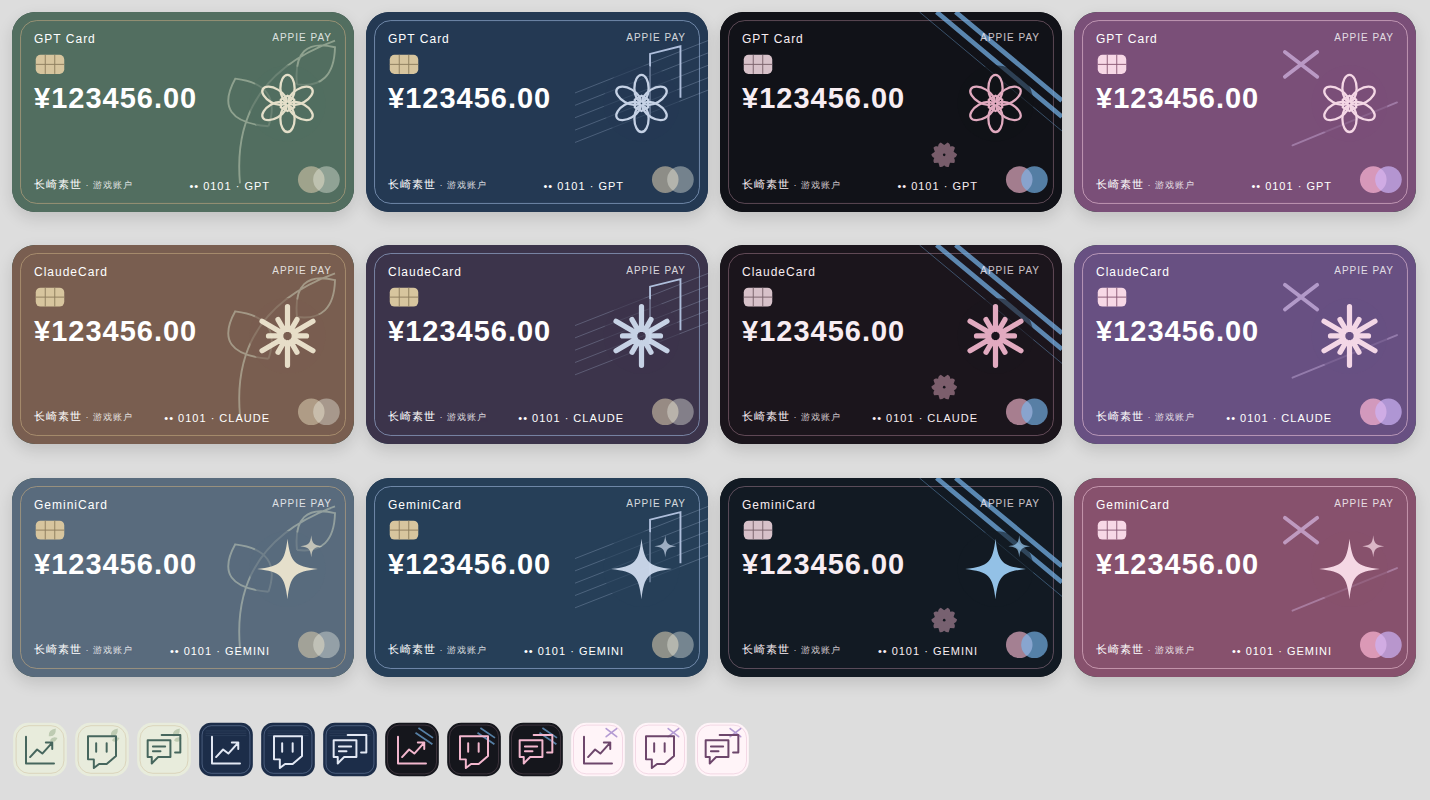 GPT Card APPIE PAY
¥123456.00
长崎素世 · 游戏账户 •• 0101 · GPT
GPT Card APPIE PAY
¥123456.00
长崎素世 · 游戏账户 •• 0101 · GPT
GPT Card APPIE PAY
¥123456.00
长崎素世 · 游戏账户 •• 0101 · GPT
GPT Card APPIE PAY
¥123456.00
长崎素世 · 游戏账户 •• 0101 · GPT
ClaudeCard APPIE PAY
¥123456.00
长崎素世 · 游戏账户 •• 0101 · CLAUDE
ClaudeCard APPIE PAY
¥123456.00
长崎素世 · 游戏账户 •• 0101 · CLAUDE
ClaudeCard APPIE PAY
¥123456.00
长崎素世 · 游戏账户 •• 0101 · CLAUDE
ClaudeCard APPIE PAY
¥123456.00
长崎素世 · 游戏账户 •• 0101 · CLAUDE
GeminiCard APPIE PAY
¥123456.00
长崎素世 · 游戏账户 •• 0101 · GEMINI
GeminiCard APPIE PAY
¥123456.00
长崎素世 · 游戏账户 •• 0101 · GEMINI
GeminiCard APPIE PAY
¥123456.00
长崎素世 · 游戏账户 •• 0101 · GEMINI
GeminiCard APPIE PAY
¥123456.00
长崎素世 · 游戏账户 •• 0101 · GEMINI